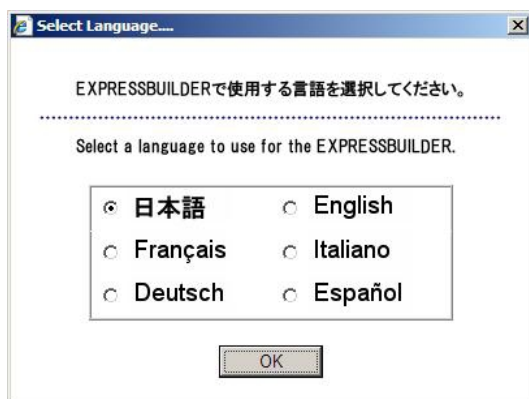 Select Language....
EXPRESSBUILDERで使用する言語を選択してください。
Select a language to use for the EXPRESSBUILDER.
日本語 English
Français Italiano
Deutsch Español
OK